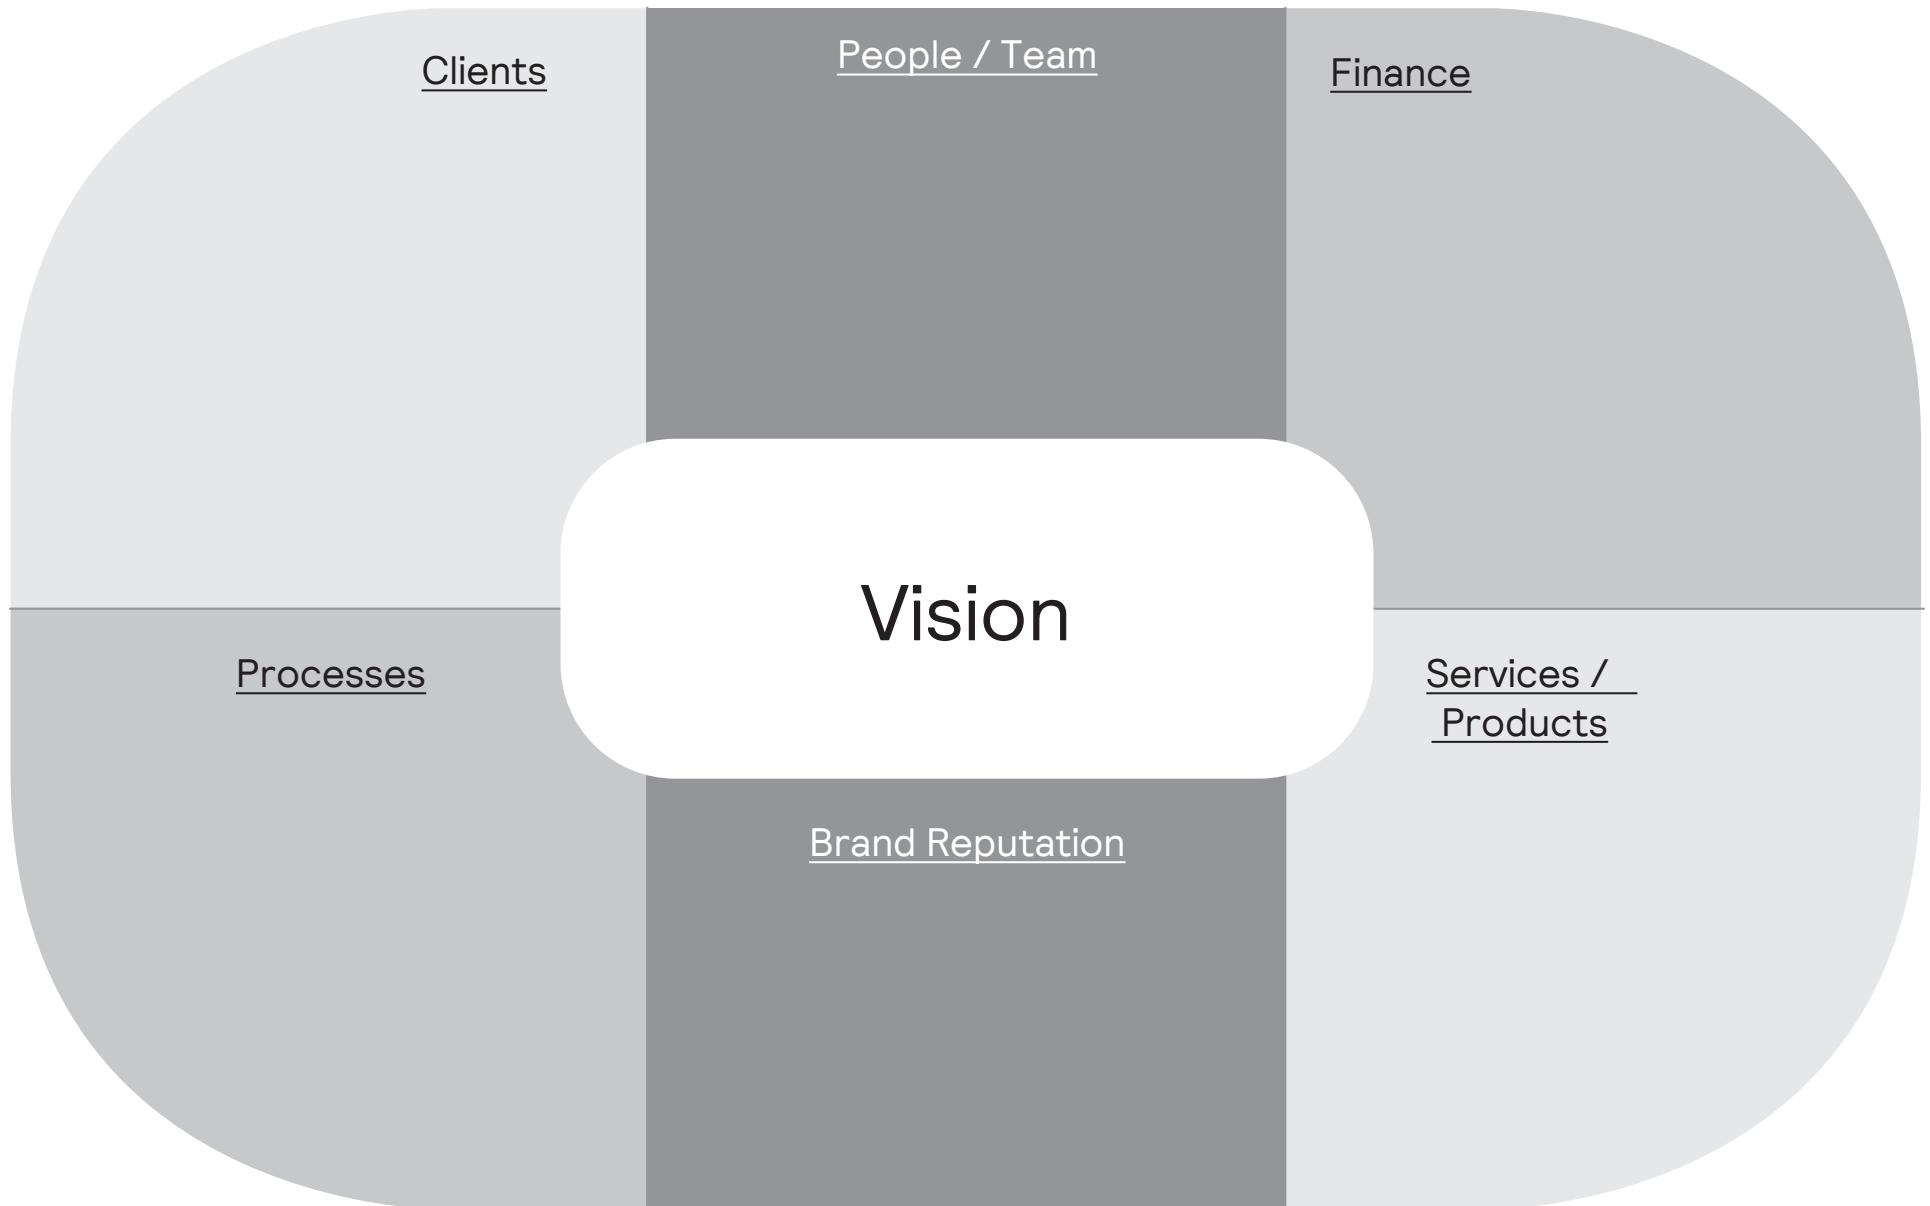 Clients
People / Team
Finance
Vision
Processes
Services /
Products
Brand Reputation